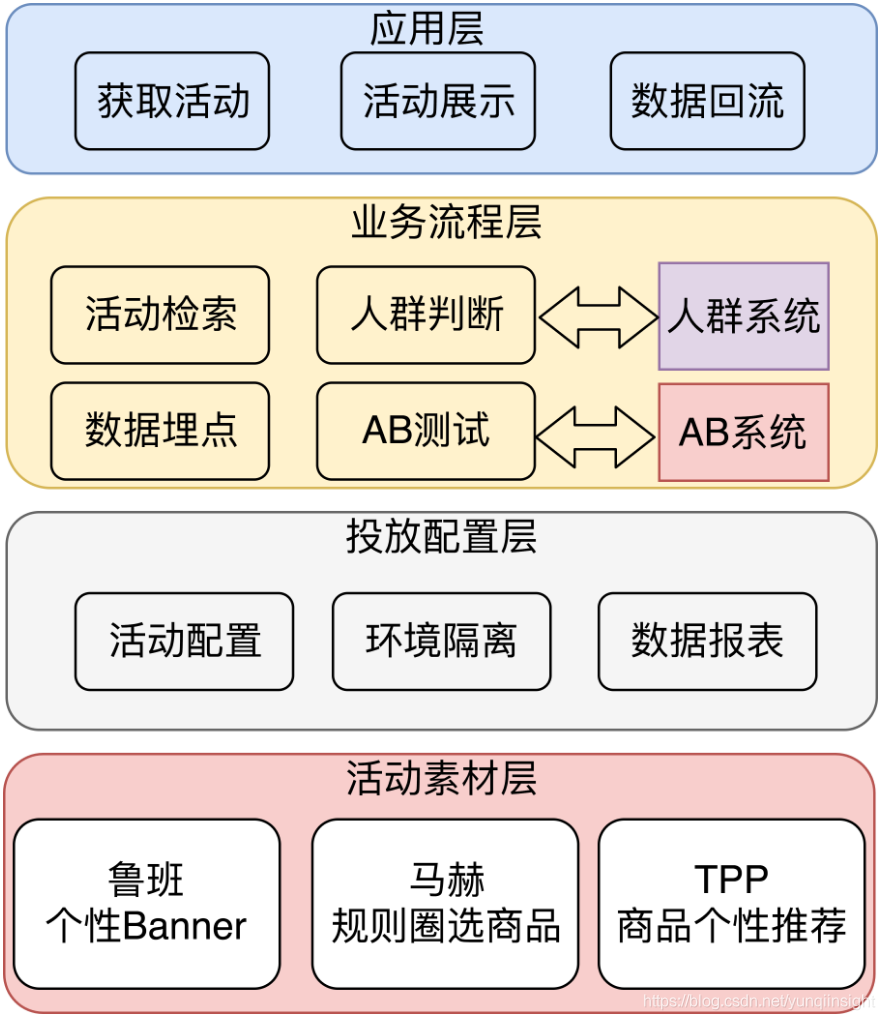 应用层
获取活动
活动展示
数据回流
业务流程层
活动检索
人群判断
人群系统
数据埋点
AB测试
AB系统
投放配置层
活动配置
环境隔离
数据报表
活动素材层
鲁班
个性Banner
马赫
规则圈选商品
TPP
商品个性推荐
https://blog.csdn.net/yunqiinsight